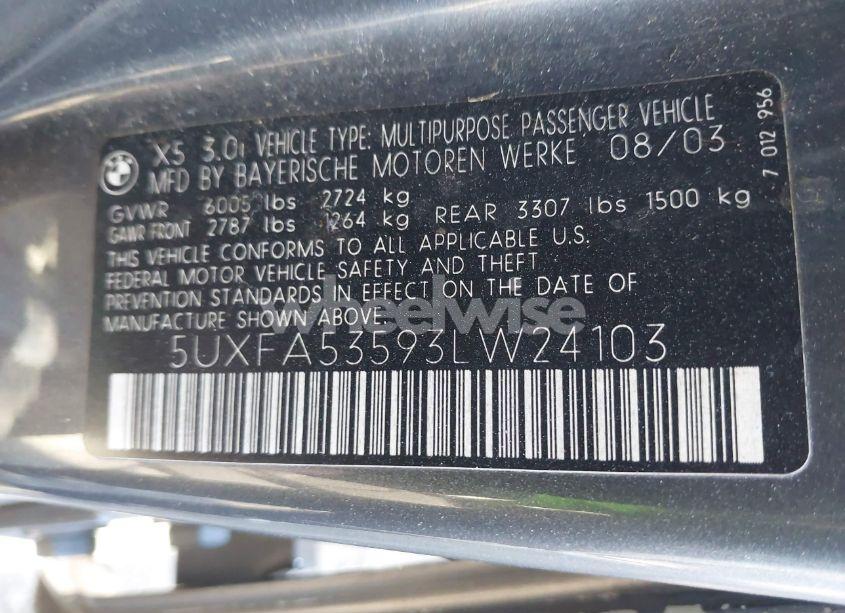 X5 3.0i VEHICLE TYPE: MULTIPURPOSE PASSENGER VEHICLE
MFD BY BAYERISCHE MOTOREN WERKE 08/03
GVWR 6005 lbs 2724 kg
GAWR FRONT 2787 lbs 1264 kg REAR 3307 lbs 1500 kg
THIS VEHICLE CONFORMS TO ALL APPLICABLE U.S.
FEDERAL MOTOR VEHICLE SAFETY AND THEFT
PREVENTION STANDARDS IN EFFECT ON THE DATE OF
MANUFACTURE SHOWN ABOVE.
5UXFA53593LW24103
7 012 956
wheelwise